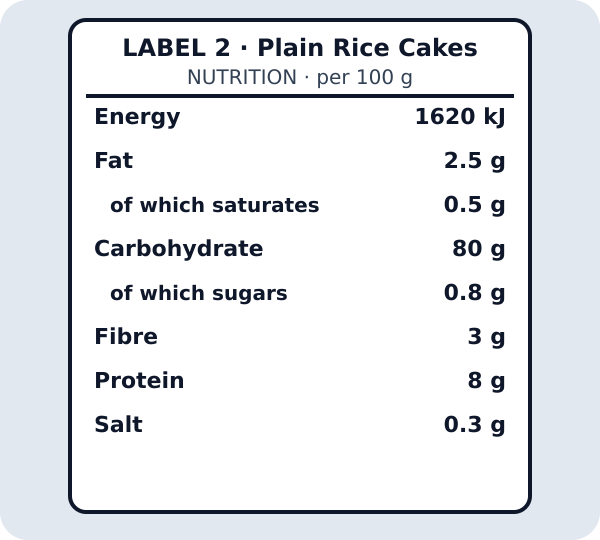 LABEL 2 · Plain Rice Cakes
NUTRITION · per 100 g
Energy 1620 kJ
Fat 2.5 g
of which saturates 0.5 g
Carbohydrate 80 g
of which sugars 0.8 g
Fibre 3 g
Protein 8 g
Salt 0.3 g